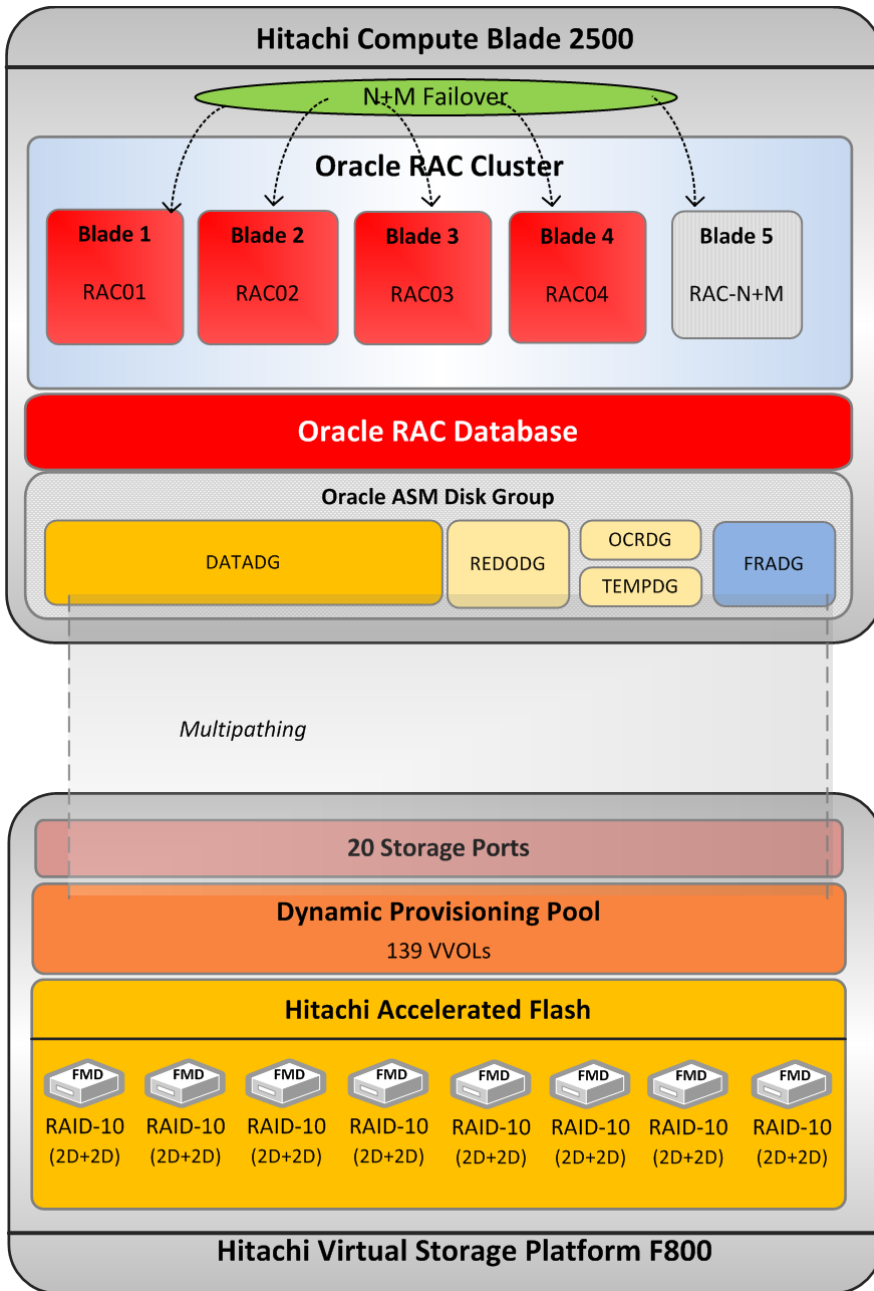 Hitachi Compute Blade 2500
N+M Failover
Oracle RAC Cluster
Blade 1
RAC01
Blade 2
RAC02
Blade 3
RAC03
Blade 4
RAC04
Blade 5
RAC-N+M
Oracle RAC Database
Oracle ASM Disk Group
DATADG
REDODG
OCRDG
TEMPDG
FRADG
Multipathing
20 Storage Ports
Dynamic Provisioning Pool
139 VVOLs
Hitachi Accelerated Flash
FMD
RAID-10
(2D+2D)
FMD
RAID-10
(2D+2D)
FMD
RAID-10
(2D+2D)
FMD
RAID-10
(2D+2D)
FMD
RAID-10
(2D+2D)
FMD
RAID-10
(2D+2D)
FMD
RAID-10
(2D+2D)
FMD
RAID-10
(2D+2D)
Hitachi Virtual Storage Platform F800